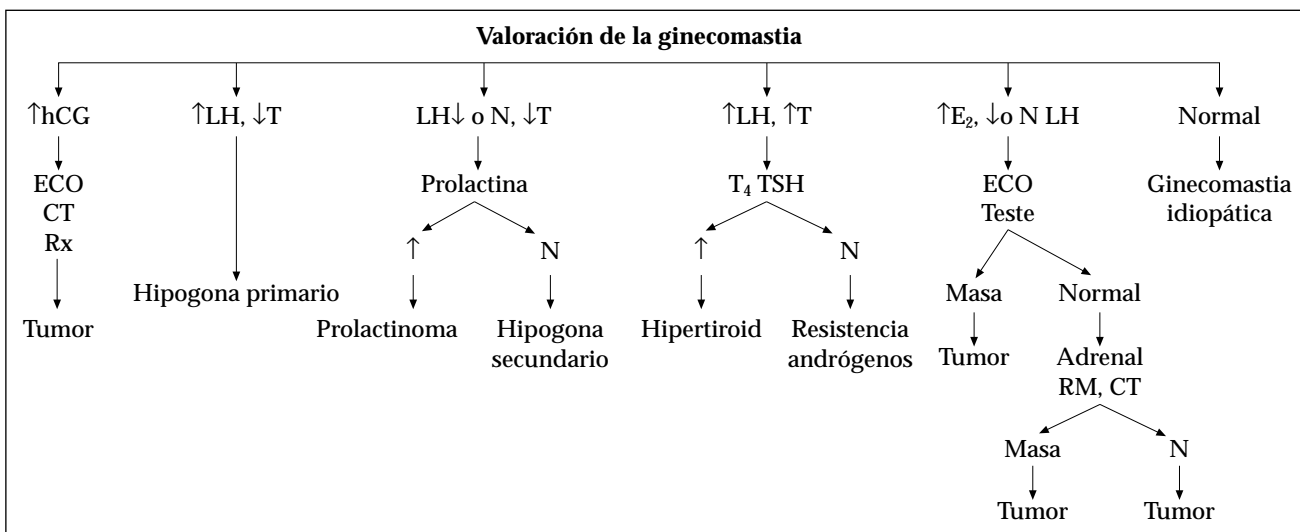 Valoración de la ginecomastia
↑hCG
↑LH, ↓T
LH↓ o N, ↓T
↑LH, ↑T
↑E₂, ↓o N LH
Normal
ECO
CT
Rx
Prolactina
T₄ TSH
ECO
Teste
Ginecomastia
idiopática
↑
N
↑
N
Masa
Normal
Hipogona primario
Tumor
Prolactinoma
Hipogona
secundario
Hipertiroid
Resistencia
andrógenos
Tumor
Adrenal
RM, CT
Masa
N
Tumor
Tumor